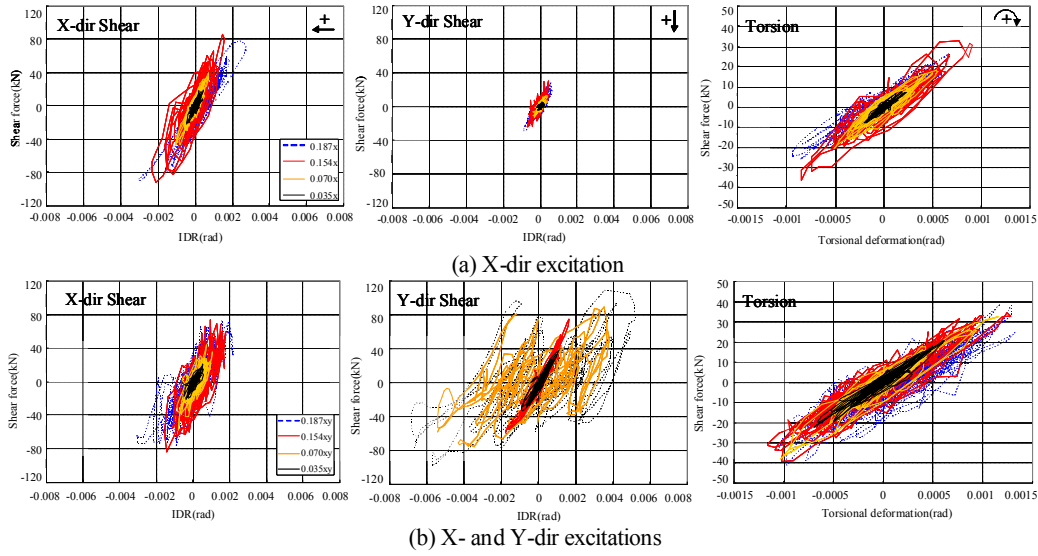 X-dir Shear
+
Shear force(kN)
120
80
40
0
-40
-80
-120
0.187x
0.154x
0.070x
0.035x
-0.008 -0.006 -0.004 -0.002 0 0.002 0.004 0.006 0.008
IDR(rad)
Y-dir Shear
+
Shear force(kN)
120
80
40
0
-40
-80
-120
-0.008 -0.006 -0.004 -0.002 0 0.002 0.004 0.006 0.008
IDR(rad)
Torsion
+
Shear force(kN)
50
40
30
20
10
0
-10
-20
-30
-40
-50
-0.0015 -0.001 -0.0005 0 0.0005 0.001 0.0015
Torsional deformation(rad)
(a) X-dir excitation
X-dir Shear
Shear force(kN)
120
80
40
0
-40
-80
-120
0.187xy
0.154xy
0.070xy
0.035xy
-0.008 -0.006 -0.004 -0.002 0 0.002 0.004 0.006 0.008
IDR(rad)
Y-dir Shear
Shear force(kN)
120
80
40
0
-40
-80
-120
-0.008 -0.006 -0.004 -0.002 0 0.002 0.004 0.006 0.008
IDR(rad)
Torsion
Shear force(kN)
50
40
30
20
10
0
-10
-20
-30
-40
-50
-0.0015 -0.001 -0.0005 0 0.0005 0.001 0.0015
Torsional deformation(rad)
(b) X- and Y-dir excitations